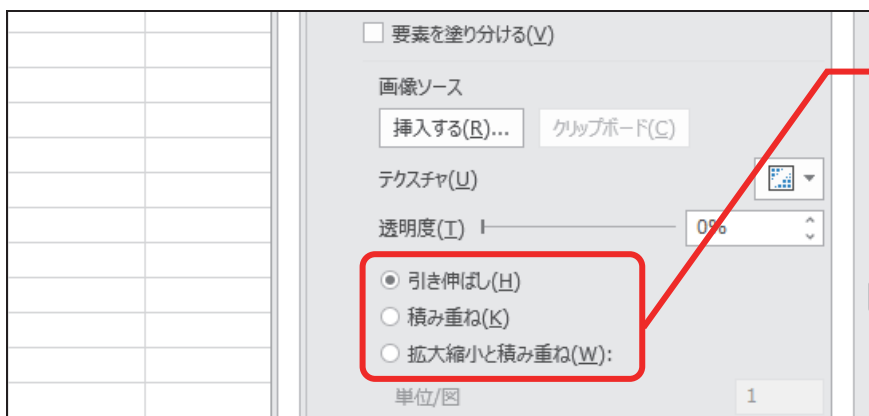 要素を塗り分ける(V)
画像ソース
挿入する(R)... クリップボード(C)
テクスチャ(U)
透明度(T) 0%
引き伸ばし(H)
積み重ね(K)
拡大縮小と積み重ね(W):
単位/図 1